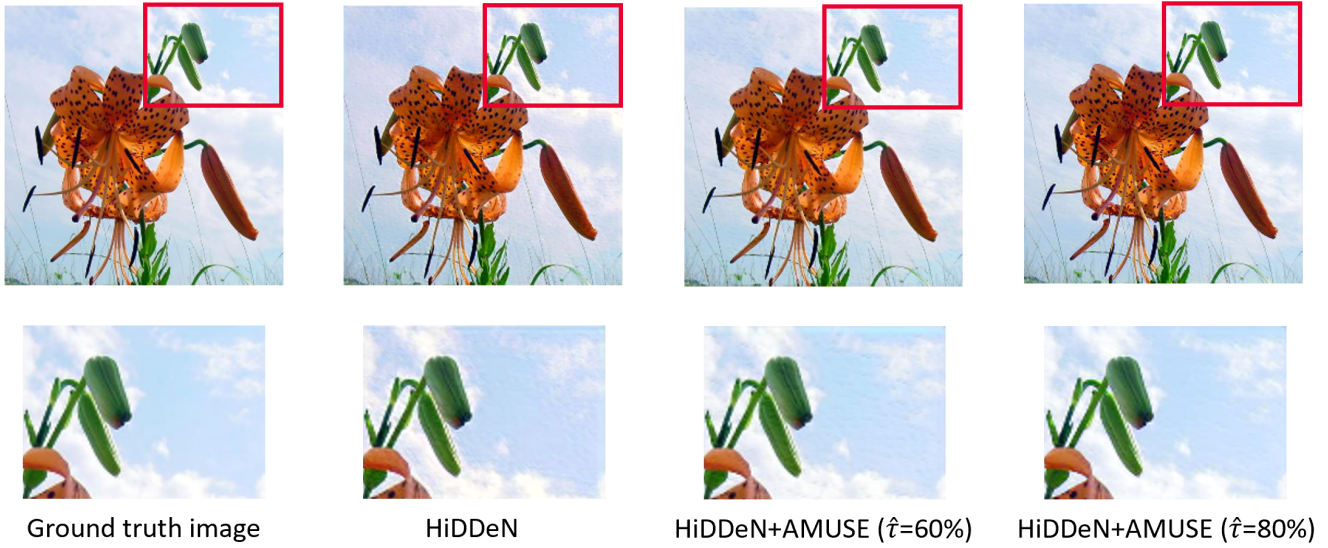 Ground truth image
HiDDeN
HiDDeN+AMUSE (τ̂=60%)
HiDDeN+AMUSE (τ̂=80%)